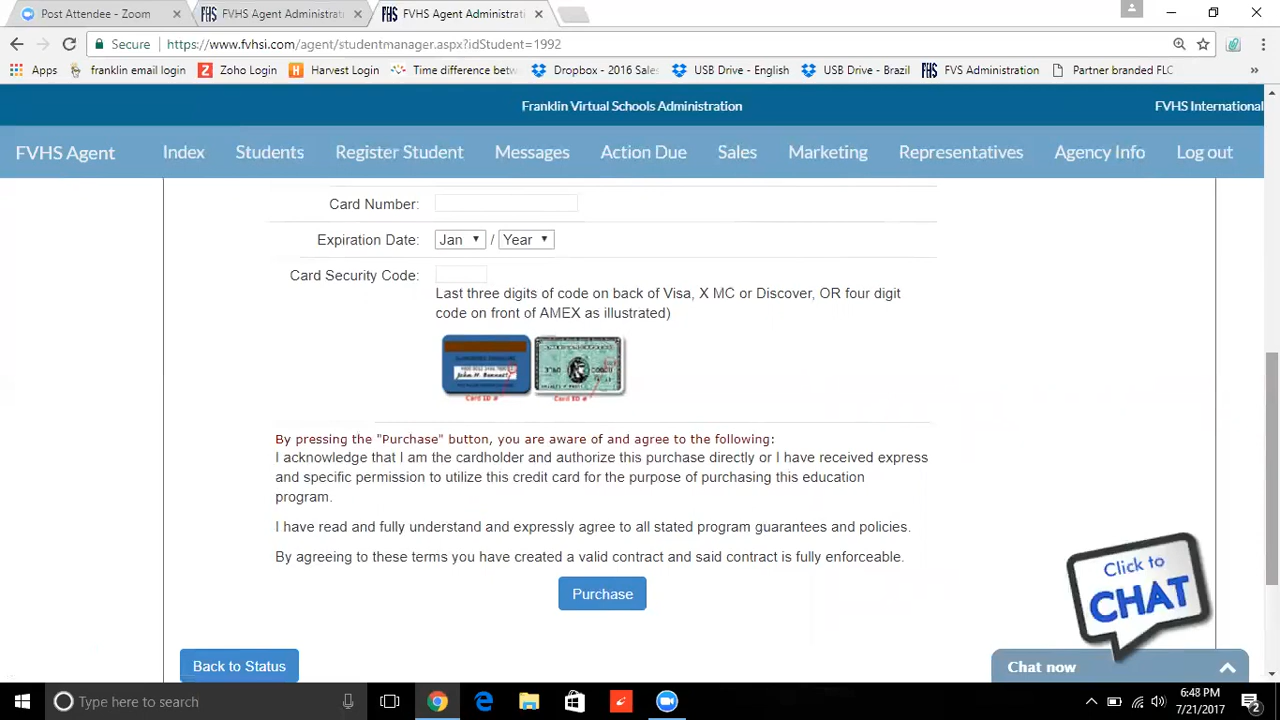 Post Attendee - Zoom
FVHS Agent Administrat
FVHS Agent Administrati
Secure
https://www.fvhsi.com/agent/studentmanager.aspx?idStudent=1992
Apps
franklin email login
Zoho Login
Harvest Login
Time difference betw
Dropbox - 2016 Sales
USB Drive - English
USB Drive - Brazil
FVS Administration
Partner branded FLC
Franklin Virtual Schools Administration
FVHS International
FVHS Agent
Index
Students
Register Student
Messages
Action Due
Sales
Marketing
Representatives
Agency Info
Log out
Card Number:
Expiration Date:
Jan
/
Year
Card Security Code:
Last three digits of code on back of Visa, X MC or Discover, OR four digit
code on front of AMEX as illustrated)
John H. Bennett
Card ID #
Card ID #
By pressing the "Purchase" button, you are aware of and agree to the following:
I acknowledge that I am the cardholder and authorize this purchase directly or I have received express
and specific permission to utilize this credit card for the purpose of purchasing this education
program.
I have read and fully understand and expressly agree to all stated program guarantees and policies.
By agreeing to these terms you have created a valid contract and said contract is fully enforceable.
Purchase
Click to
CHAT
Back to Status
Chat now
Type here to search
6:48 PM
7/21/2017
2